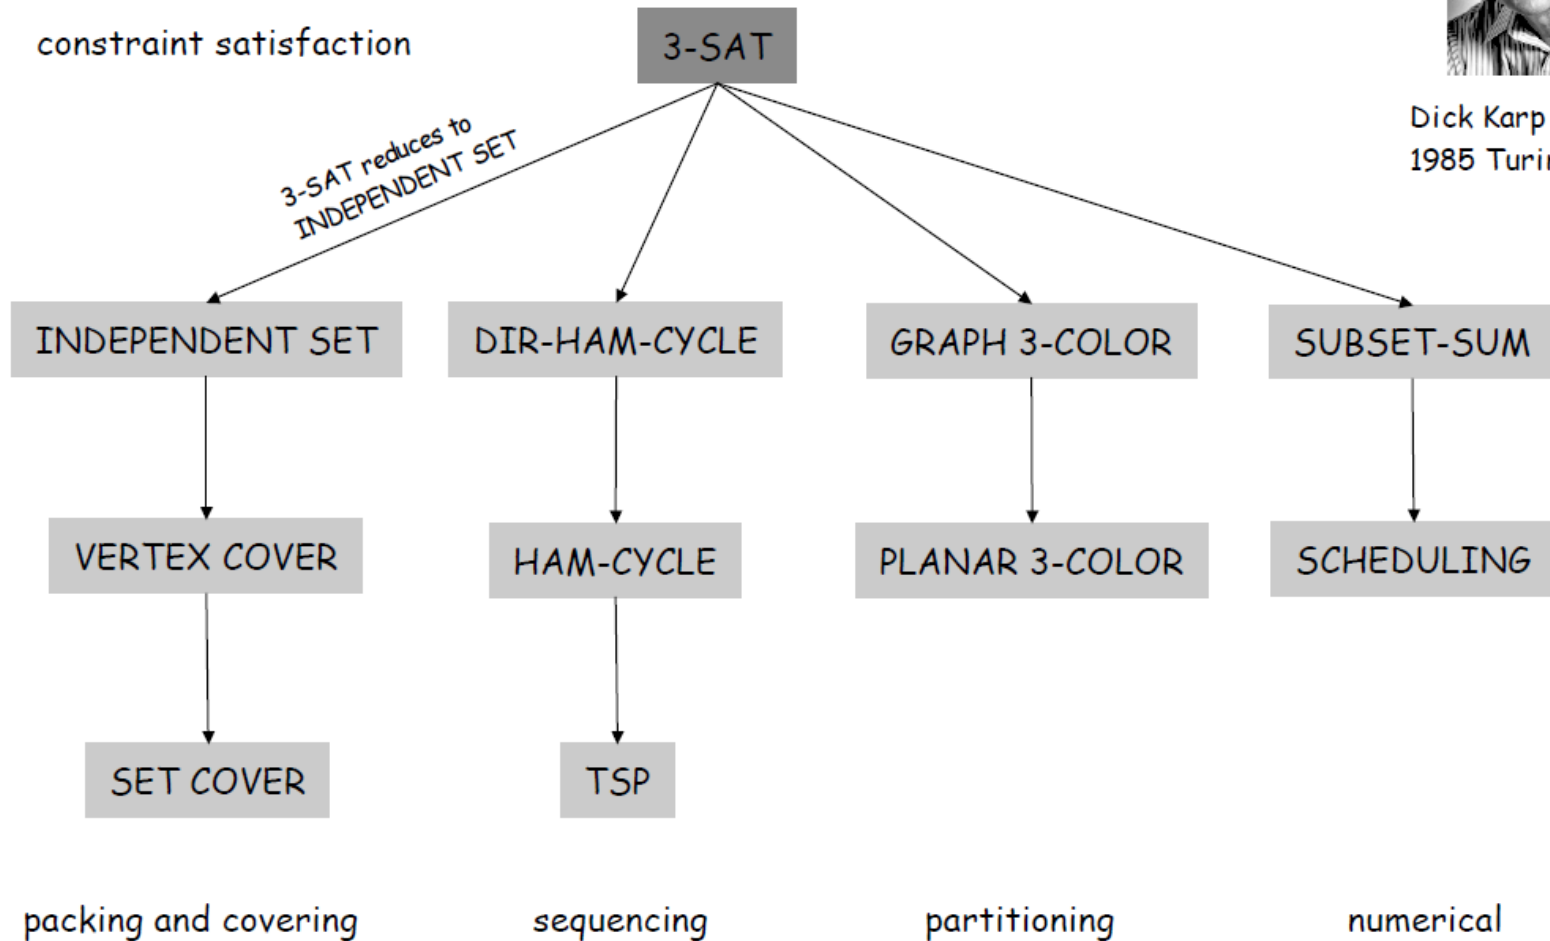 constraint satisfaction
3-SAT
Dick Karp
1985
3-SAT reduces to
INDEPENDENT SET
INDEPENDENT SET
DIR-HAM-CYCLE
GRAPH 3-COLOR
SUBSET-SUM
VERTEX COVER
HAM-CYCLE
PLANAR 3-COLOR
SCHEDULING
SET COVER
TSP
packing and covering
sequencing
partitioning
numerical